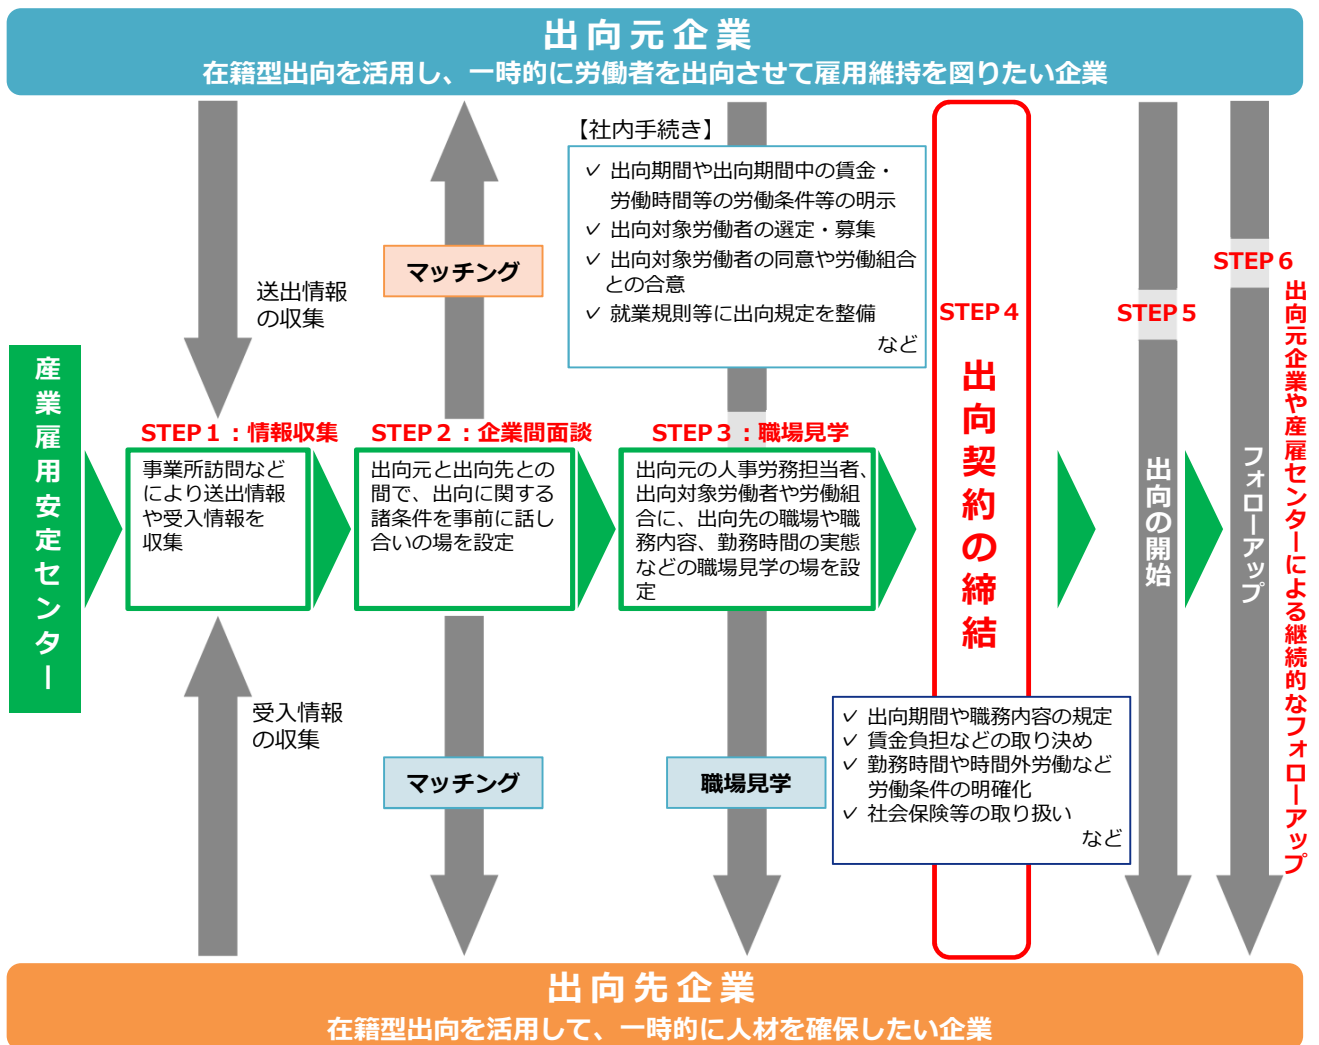 出向元企業
在籍型出向を活用し、一時的に労働者を出向させて雇用維持を図りたい企業
【社内手続き】
✓ 出向期間や出向期間中の賃金・
労働時間等の労働条件等の明示
✓ 出向対象労働者の選定・募集
✓ 出向対象労働者の同意や労働組合
との合意
✓ 就業規則等に出向規定を整備
など
マッチング
送出情報
の収集
産業雇用安定センター
STEP１：情報収集
事業所訪問など
により送出情報
や受入情報を
収集
STEP２：企業間面談
出向元と出向先との
間で、出向に関する
諸条件を事前に話し
合いの場を設定
STEP３：職場見学
出向元の人事労務担当者、
出向対象労働者や労働組
合に、出向先の職場や職
務内容、勤務時間の実態
などの職場見学の場を設
定
STEP４
出向契約の締結
STEP５
出向の開始
STEP６
フォローアップ
出向元企業や産雇センターによる継続的なフォローアップ
受入情報
の収集
マッチング
職場見学
✓ 出向期間や職務内容の規定
✓ 賃金負担などの取り決め
✓ 勤務時間や時間外労働など
労働条件の明確化
✓ 社会保険等の取り扱い
など
出向先企業
在籍型出向を活用して、一時的に人材を確保したい企業